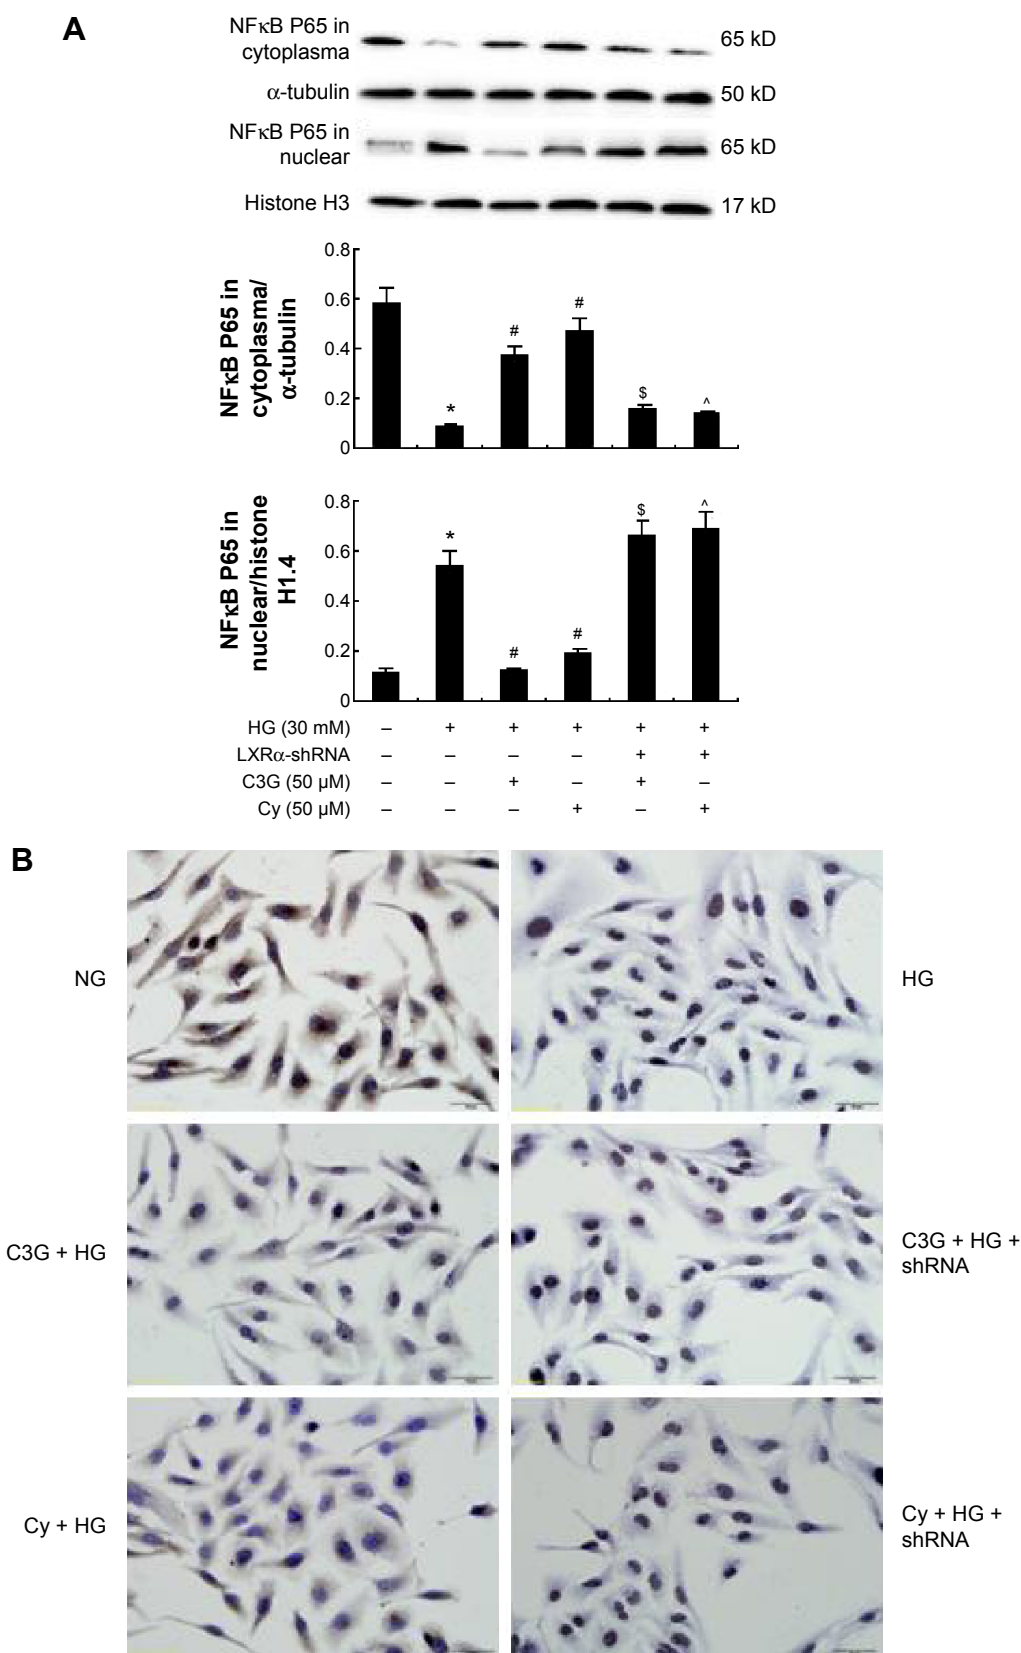 A
NFκB P65 in
cytoplasma
65 kD
α-tubulin
50 kD
NFκB P65 in
nuclear
65 kD
Histone H3
17 kD
NFκB P65 in
cytoplasma/
α-tubulin
0.8
0.6
0.4
0.2
0
* # # $ ^
NFκB P65 in
nuclear/histone
H1.4
0.8
0.6
0.4
0.2
0
* # # $ ^
HG (30 mM) – + + + + +
LXRα-shRNA – – – – + +
C3G (50 µM) – – + – + –
Cy (50 µM) – – – + – +
B
NG
HG
C3G + HG
C3G + HG +
shRNA
Cy + HG
Cy + HG +
shRNA